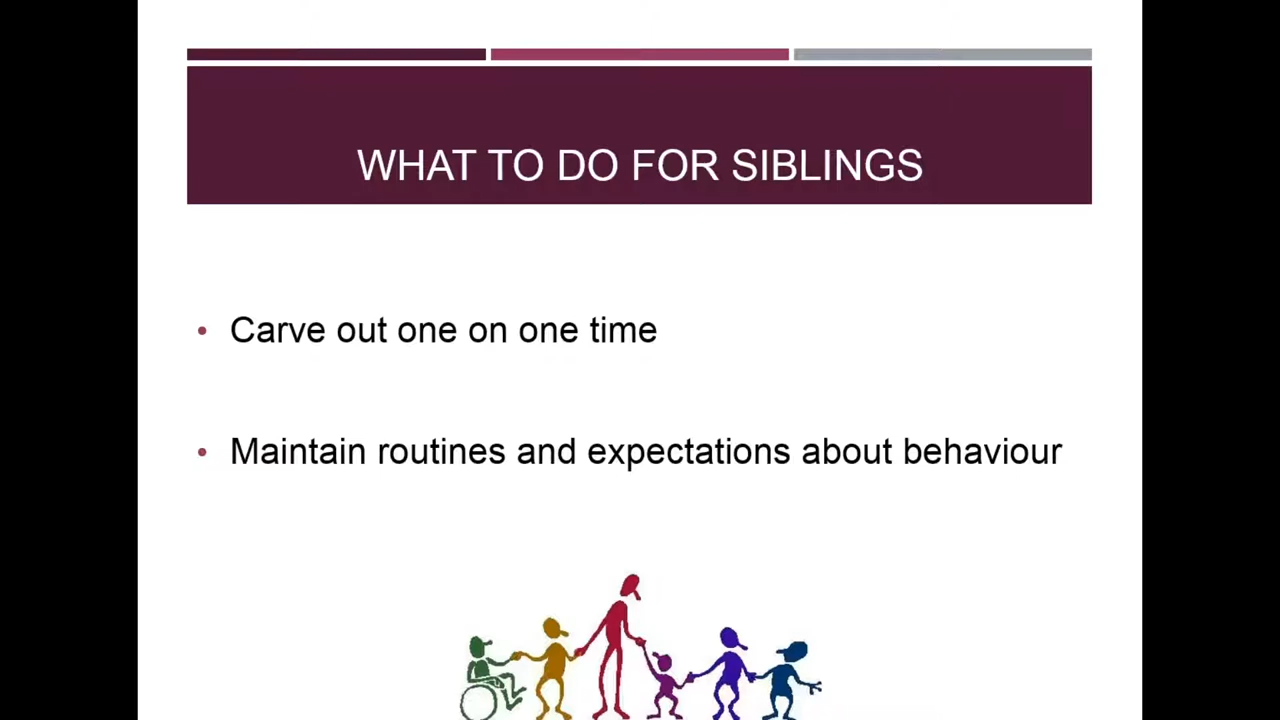 WHAT TO DO FOR SIBLINGS
• Carve out one on one time
• Maintain routines and expectations about behaviour